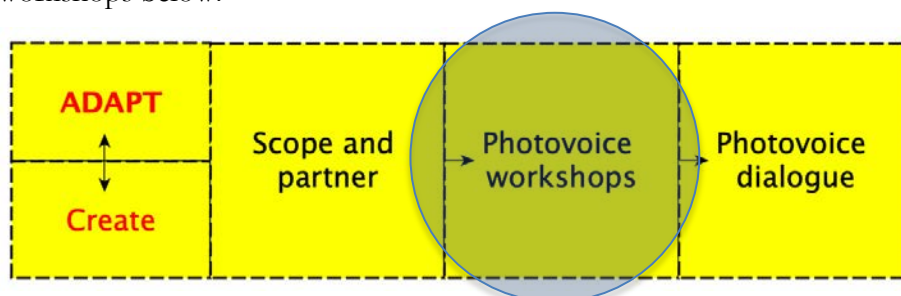 workshops below.
ADAPT
Create
Scope and
partner
Photovoice
workshops
Photovoice
dialogue